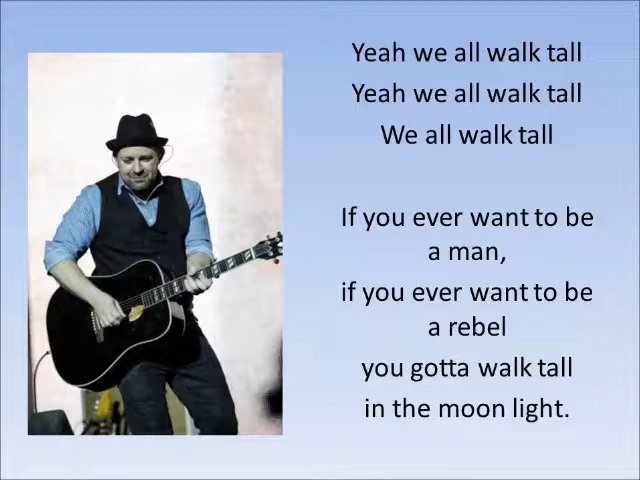 Yeah we all walk tall
Yeah we all walk tall
We all walk tall
If you ever want to be
a man,
if you ever want to be
a rebel
you gotta walk tall
in the moon light.